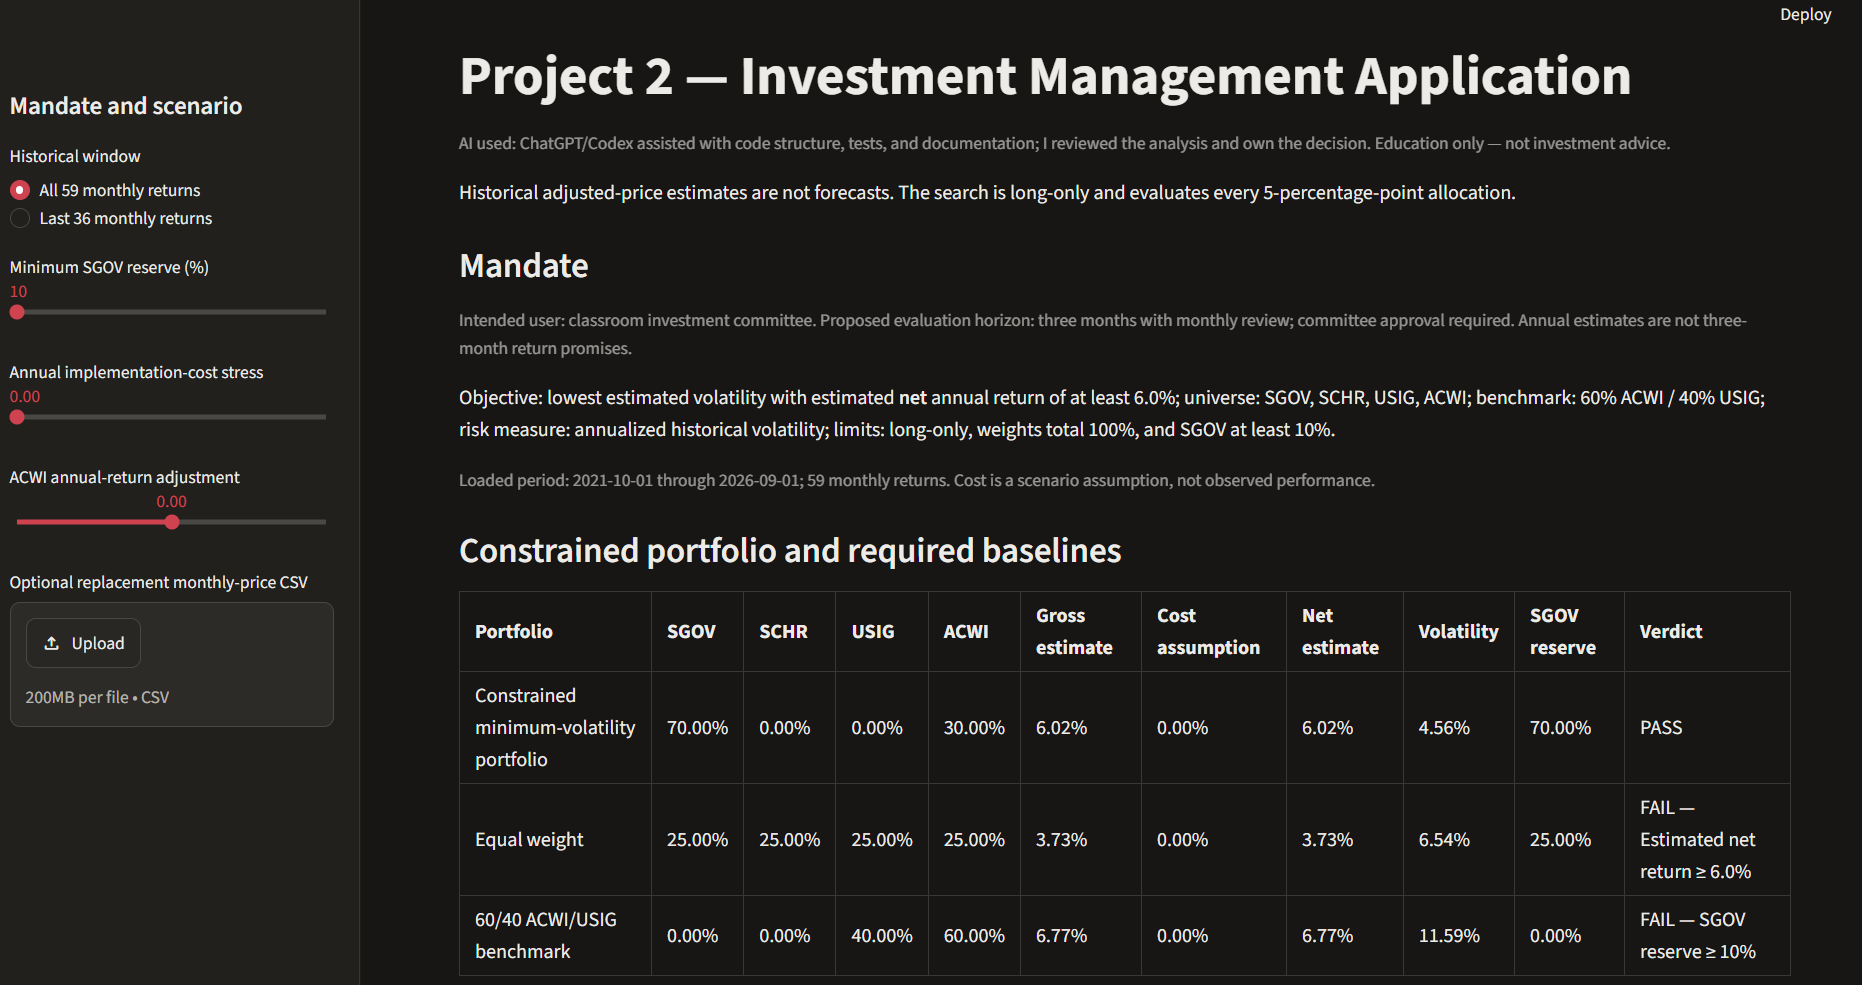 Deploy
Mandate and scenario
Historical window
All 59 monthly returns
Last 36 monthly returns
Minimum SGOV reserve (%)
10
Annual implementation-cost stress
0.00
ACWI annual-return adjustment
0.00
Optional replacement monthly-price CSV
Upload
200MB per file • CSV
Project 2 — Investment Management Application
AI used: ChatGPT/Codex assisted with code structure, tests, and documentation; I reviewed the analysis and own the decision. Education only — not investment advice.
Historical adjusted-price estimates are not forecasts. The search is long-only and evaluates every 5-percentage-point allocation.
Mandate
Intended user: classroom investment committee. Proposed evaluation horizon: three months with monthly review; committee approval required. Annual estimates are not three-
month return promises.
Objective: lowest estimated volatility with estimated net annual return of at least 6.0%; universe: SGOV, SCHR, USIG, ACWI; benchmark: 60% ACWI / 40% USIG;
risk measure: annualized historical volatility; limits: long-only, weights total 100%, and SGOV at least 10%.
Loaded period: 2021-10-01 through 2026-09-01; 59 monthly returns. Cost is a scenario assumption, not observed performance.
Constrained portfolio and required baselines
Portfolio SGOV SCHR USIG ACWI Gross estimate Cost assumption Net estimate Volatility SGOV reserve Verdict
Constrained minimum-volatility portfolio 70.00% 0.00% 0.00% 30.00% 6.02% 0.00% 6.02% 4.56% 70.00% PASS
Equal weight 25.00% 25.00% 25.00% 25.00% 3.73% 0.00% 3.73% 6.54% 25.00% FAIL — Estimated net return ≥ 6.0%
60/40 ACWI/USIG benchmark 0.00% 0.00% 40.00% 60.00% 6.77% 0.00% 6.77% 11.59% 0.00% FAIL — SGOV reserve ≥ 10%